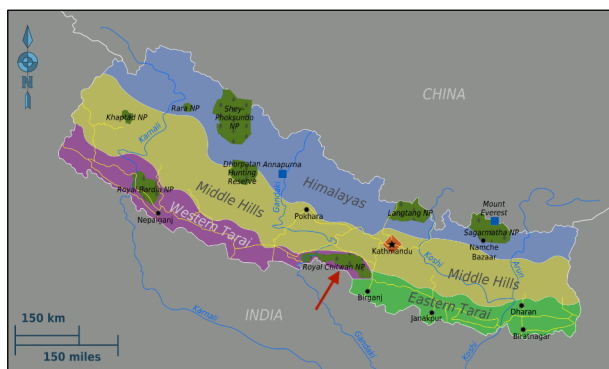 N
CHINA
Khaptad NP
Rara NP
Shey-
Phoksundo
NP
Karnali
Dhorpatan
Hunting
Reserve
Annapurna
Gandaki
Himalayas
Royal Bardia NP
Middle Hills
Western Tarai
Nepalganj
Pokhara
Langtang NP
Mount
Everest
Sagarmatha NP
Namche
Bazaar
Kathmandu
Koshi
Arun
Royal Chitwan NP
Middle Hills
Birganj
Eastern Tarai
Dharan
Janakpur
Biratnagar
Karnali
INDIA
Gandaki
Koshi
150 km
150 miles